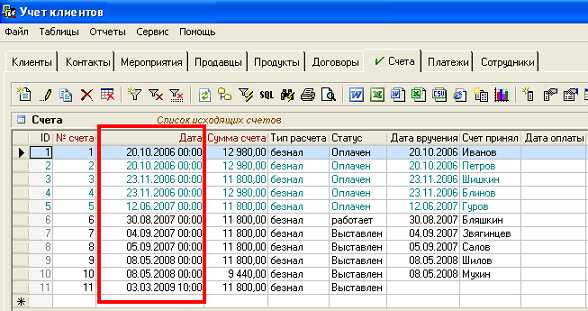 Учет клиентов
Файл Таблицы Отчеты Сервис Помощь
Клиенты Контакты Мероприятия Продавцы Продукты Договоры Счета Платежи Сотрудники
SQL
Счета Список исходящих счетов
ID № счета Дата Сумма счета Тип расчета Статус Дата вручения Счет принял Дата оплаты
1 1 20.10.2006 00:00 12 980,00 безнал Оплачен 20.10.2006 Иванов
2 2 20.10.2006 00:00 12 980,00 безнал Оплачен 20.10.2006 Петров
3 3 23.11.2006 00:00 11 800,00 безнал Оплачен 23.11.2006 Шишкин
4 4 23.11.2006 00:00 12 980,00 безнал Оплачен 23.11.2006 Блинов
5 5 12.06.2007 00:00 11 800,00 безнал Оплачен 12.06.2007 Гуров
6 6 30.08.2007 00:00 11 800,00 безнал работает 30.08.2007 Бляшкин
7 7 04.09.2007 00:00 11 800,00 безнал Выставлен 04.09.2007 Звягинцев
8 8 05.09.2007 00:00 11 800,00 безнал Выставлен 05.09.2007 Салов
9 9 08.05.2008 00:00 11 800,00 безнал Выставлен 08.05.2008 Шилов
10 10 08.05.2008 00:00 9 440,00 безнал Выставлен 08.05.2008 Мухин
11 11 03.03.2009 10:00 11 800,00 безнал Выставлен